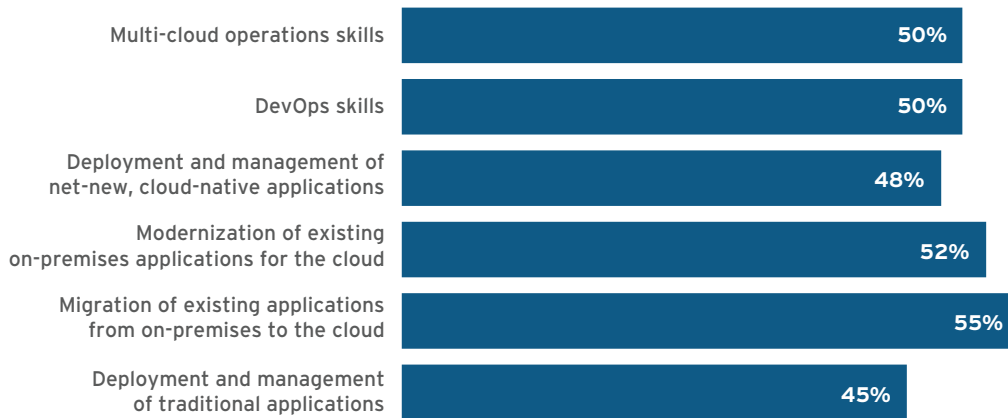 Multi-cloud operations skills
50%
DevOps skills
50%
Deployment and management of
net-new, cloud-native applications
48%
Modernization of existing
on-premises applications for the cloud
52%
Migration of existing applications
from on-premises to the cloud
55%
Deployment and management
of traditional applications
45%